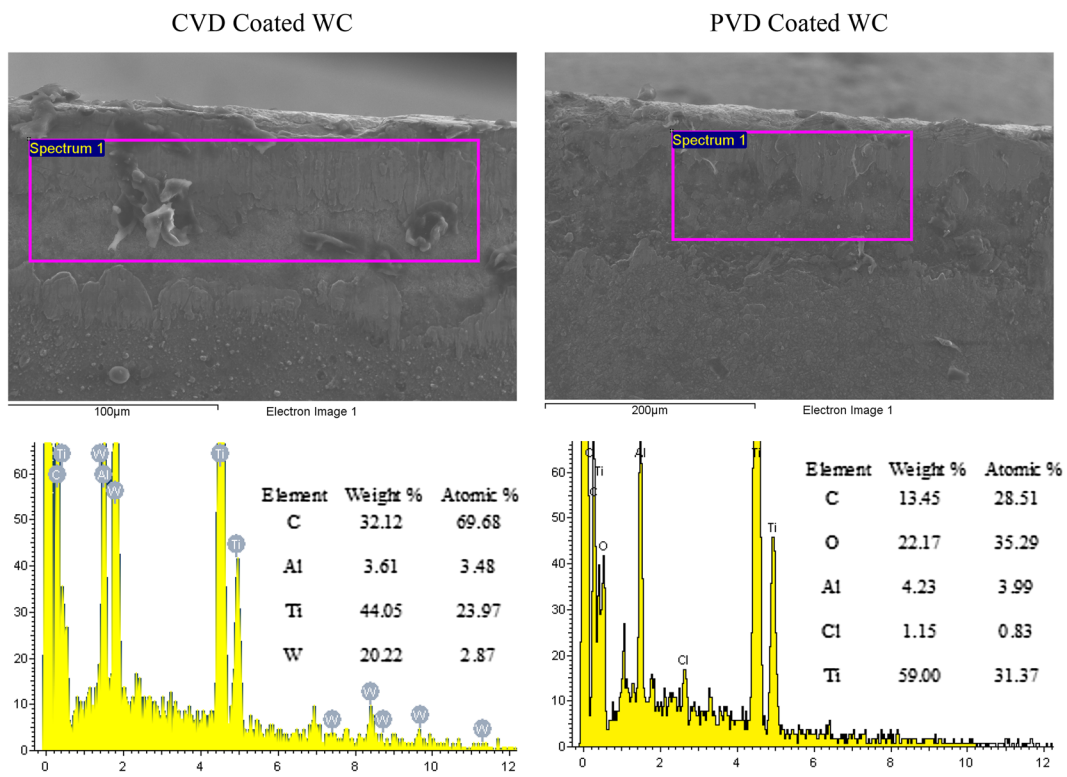 CVD Coated WC
PVD Coated WC
Spectrum 1
Spectrum 1
100µm
Electron Image 1
200µm
Electron Image 1
Ti
C
W
Al
W
Ti
Ti
W
W
W
W
W
60
50
40
30
20
10
0
0
2
4
6
8
10
12
Element Weight % Atomic %
C 32.12 69.68
Al 3.61 3.48
Ti 44.05 23.97
W 20.22 2.87
O
Ti
C
O
Al
Cl
Ti
Ti
60
50
40
30
20
10
0
0
2
4
6
8
10
12
Element Weight % Atomic %
C 13.45 28.51
O 22.17 35.29
Al 4.23 3.99
Cl 1.15 0.83
Ti 59.00 31.37